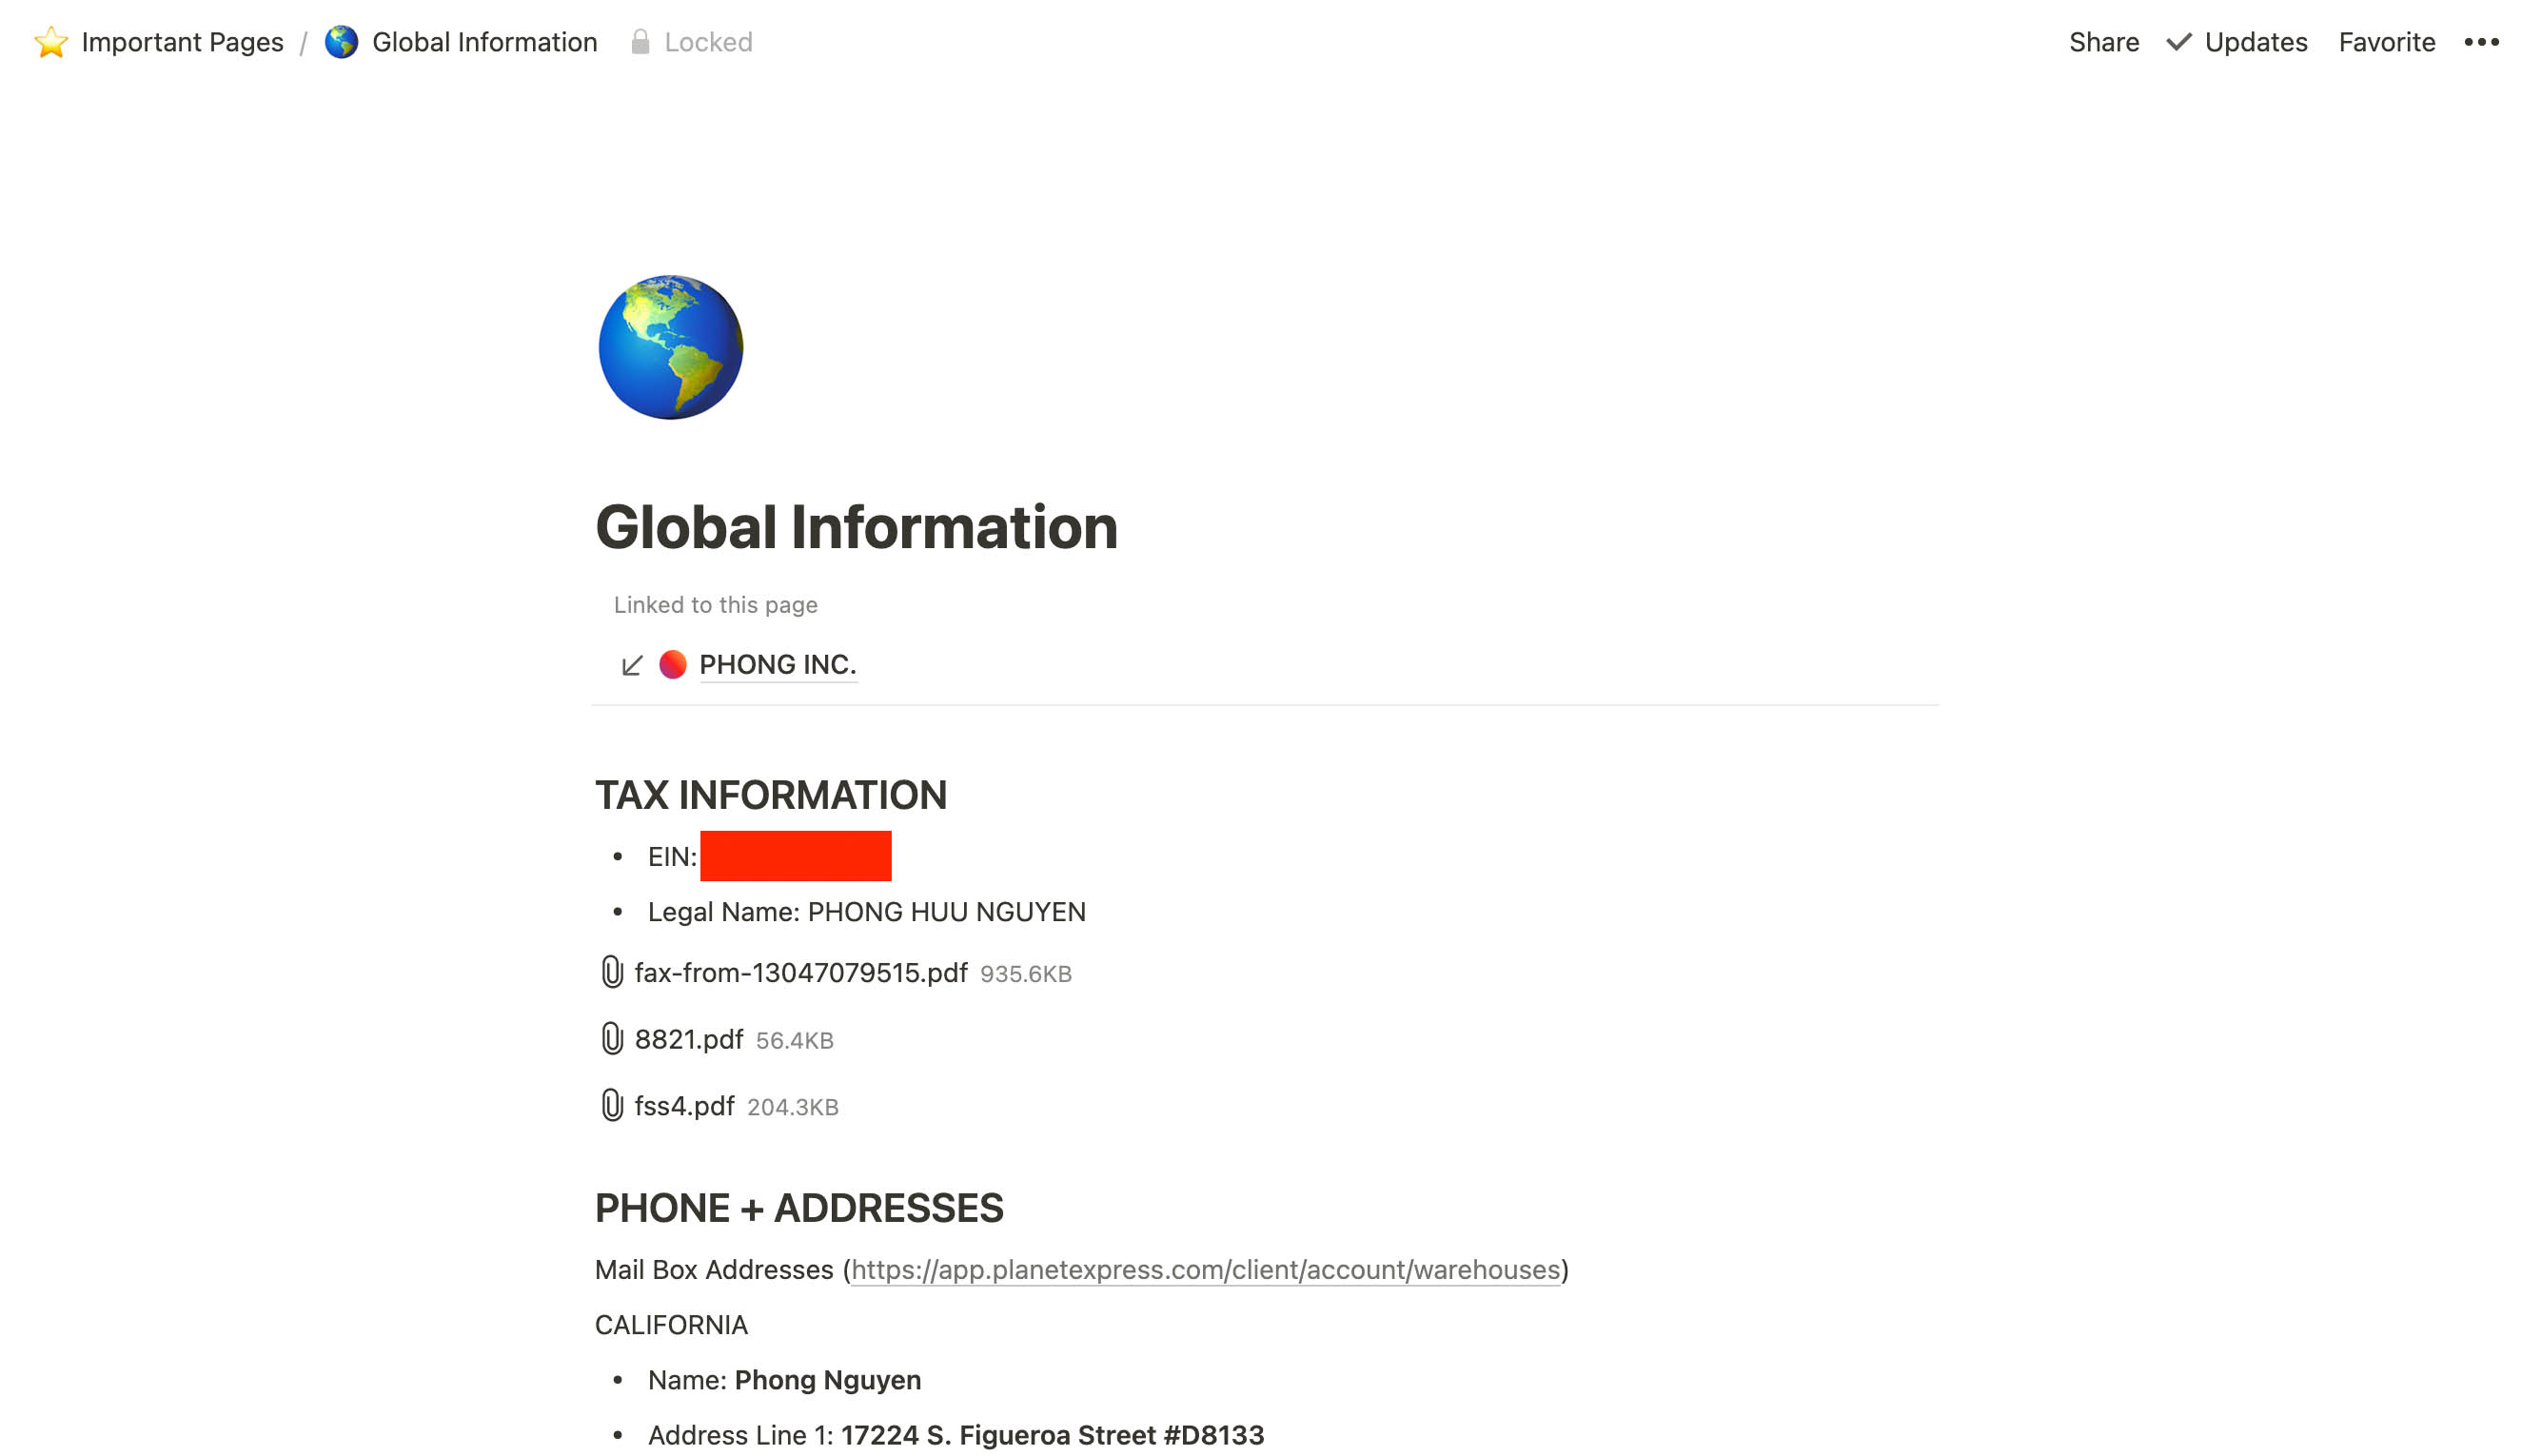 Important Pages / Global Information Locked Share Updates Favorite
Global Information
Linked to this page
PHONG INC.
TAX INFORMATION
• EIN:
• Legal Name: PHONG HUU NGUYEN
fax-from-13047079515.pdf 935.6KB
8821.pdf 56.4KB
fss4.pdf 204.3KB
PHONE + ADDRESSES
Mail Box Addresses (https://app.planetexpress.com/client/account/warehouses)
CALIFORNIA
• Name: Phong Nguyen
• Address Line 1: 17224 S. Figueroa Street #D8133